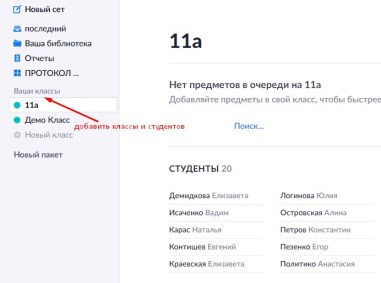 Новый сет
последний
Ваша библиотека
Отчеты
ПРОТОКОЛ ...
Ваши классы
11а
Демо Класс
Новый класс
Новый пакет
добавить классы и студентов
11а
Нет предметов в очереди на 11а
Добавляйте предметы в свой класс, чтобы быстрее
Поиск...
СТУДЕНТЫ 20
Демидкова Елизавета
Логинова Юлия
Исаченко Вадим
Островская Алина
Карас Наталья
Петров Константин
Контишев Евгений
Пезенко Егор
Краевская Елизавета
Политико Анастасия